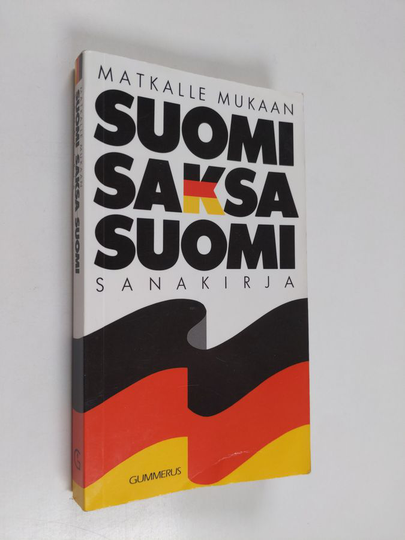 MATKALLE MUKAAN
SUOMI
SAKSA
SUOMI
SANAKIRJA
GUMMERUS
SUOMI SAKSA SUOMI
G